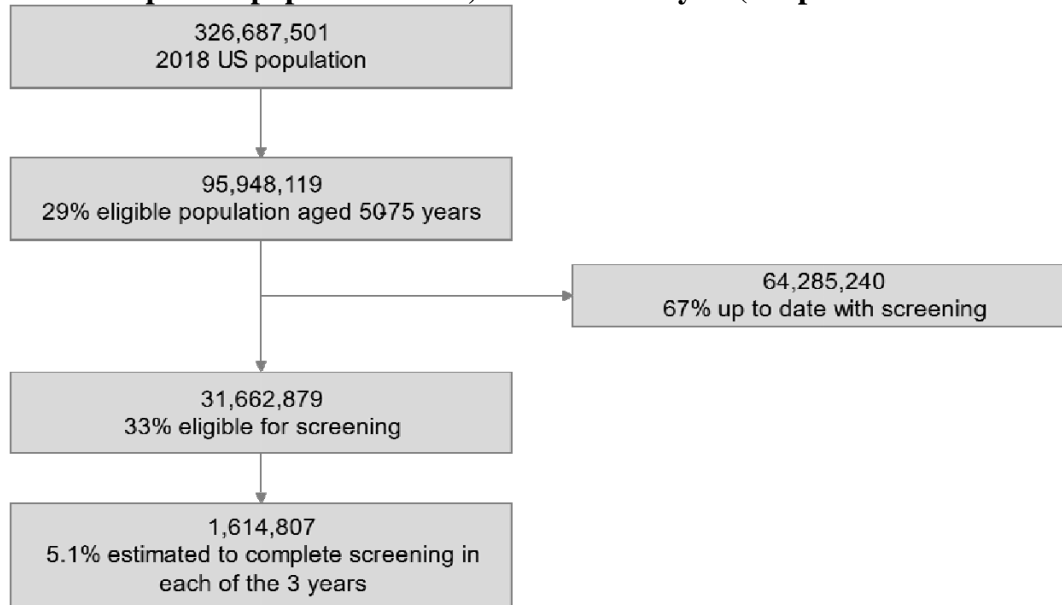 326,687,501
2018 US population
95,948,119
29% eligible population aged 50-75 years
64,285,240
67% up to date with screening
31,662,879
33% eligible for screening
1,614,807
5.1% estimated to complete screening in
each of the 3 years